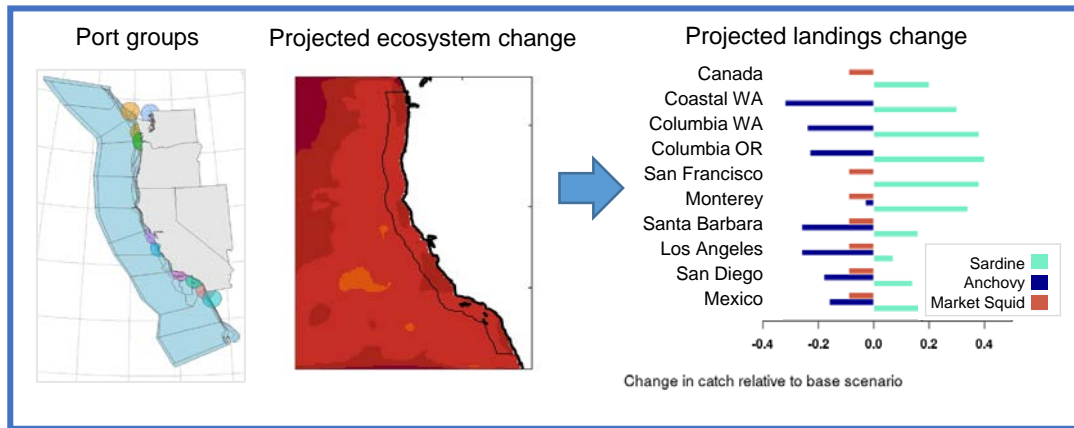 Port groups
Projected ecosystem change
Projected landings change
Canada
Coastal WA
Columbia WA
Columbia OR
San Francisco
Monterey
Santa Barbara
Los Angeles
San Diego
Mexico
Sardine
Anchovy
Market Squid
-0.4 -0.2 0.0 0.2 0.4
Change in catch relative to base scenario